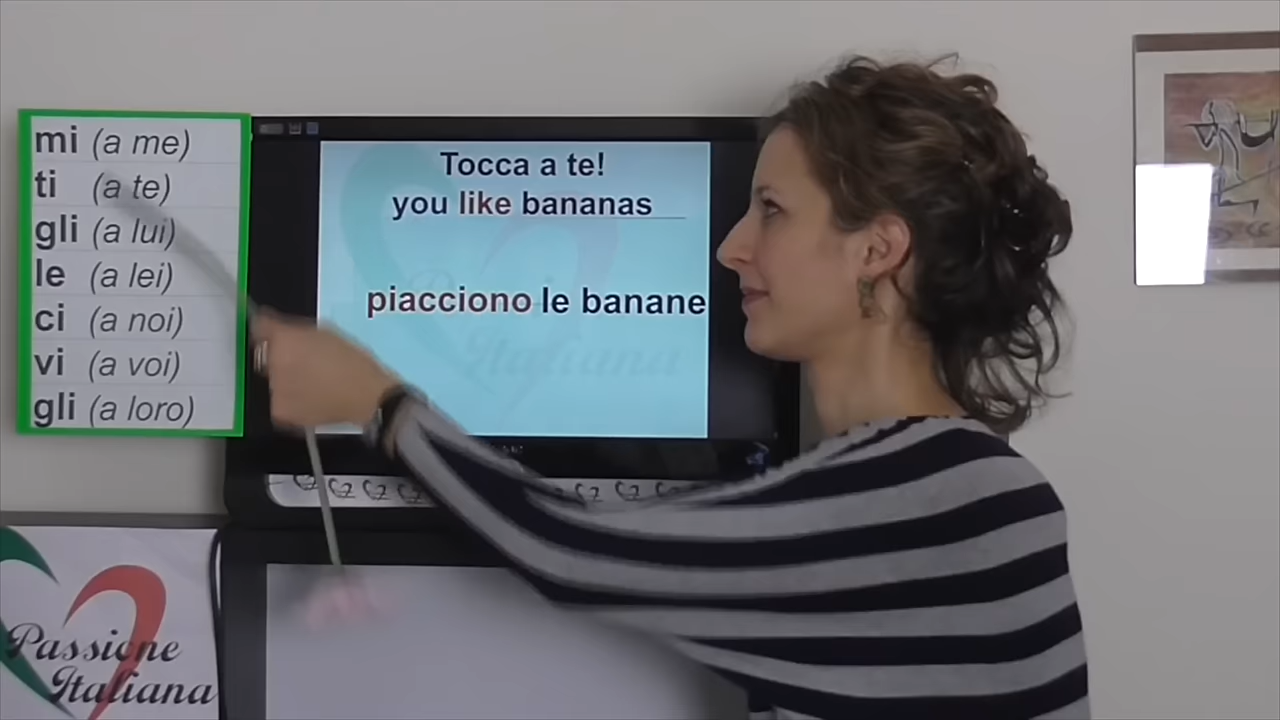 mi (a me)
ti (a te)
gli (a lui)
le (a lei)
ci (a noi)
vi (a voi)
gli (a loro)
Tocca a te!
you like bananas
piacciono le banane
Italiana
Passione
Italiana